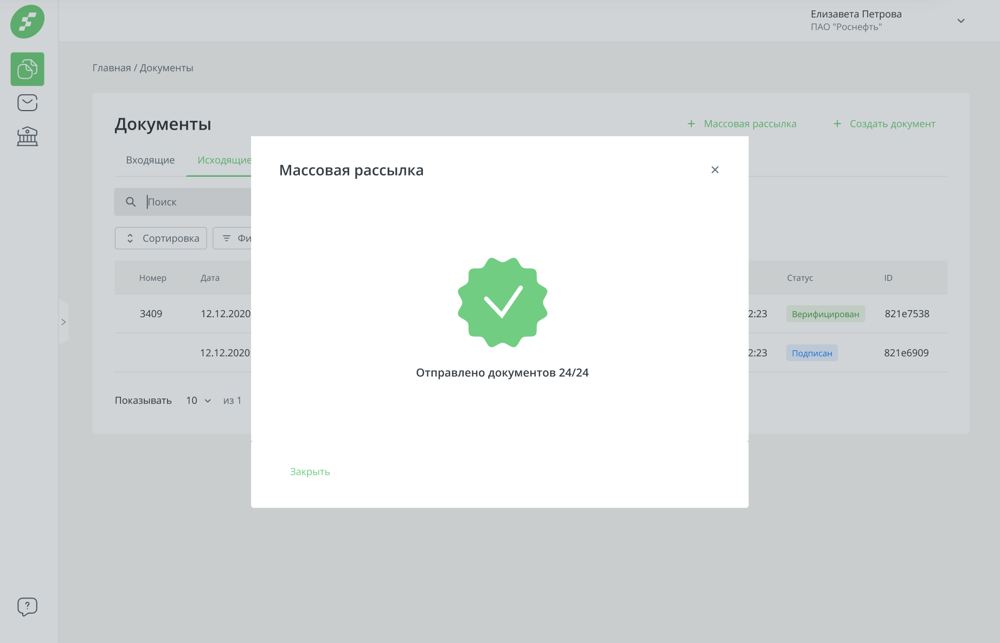 Елизавета Петрова
ПАО "Роснефть"
Главная / Документы
Документы
+ Массовая рассылка
+ Создать документ
Входящие
Исходящие
Массовая рассылка
Поиск
Сортировка
Номер Дата Статус ID
3409 12.12.2020 2:23 Верифицирован 821e7538
12.12.2020 2:23 Подписан 821e6909
Отправлено документов 24/24
Показывать 10 из 1
Закрыть